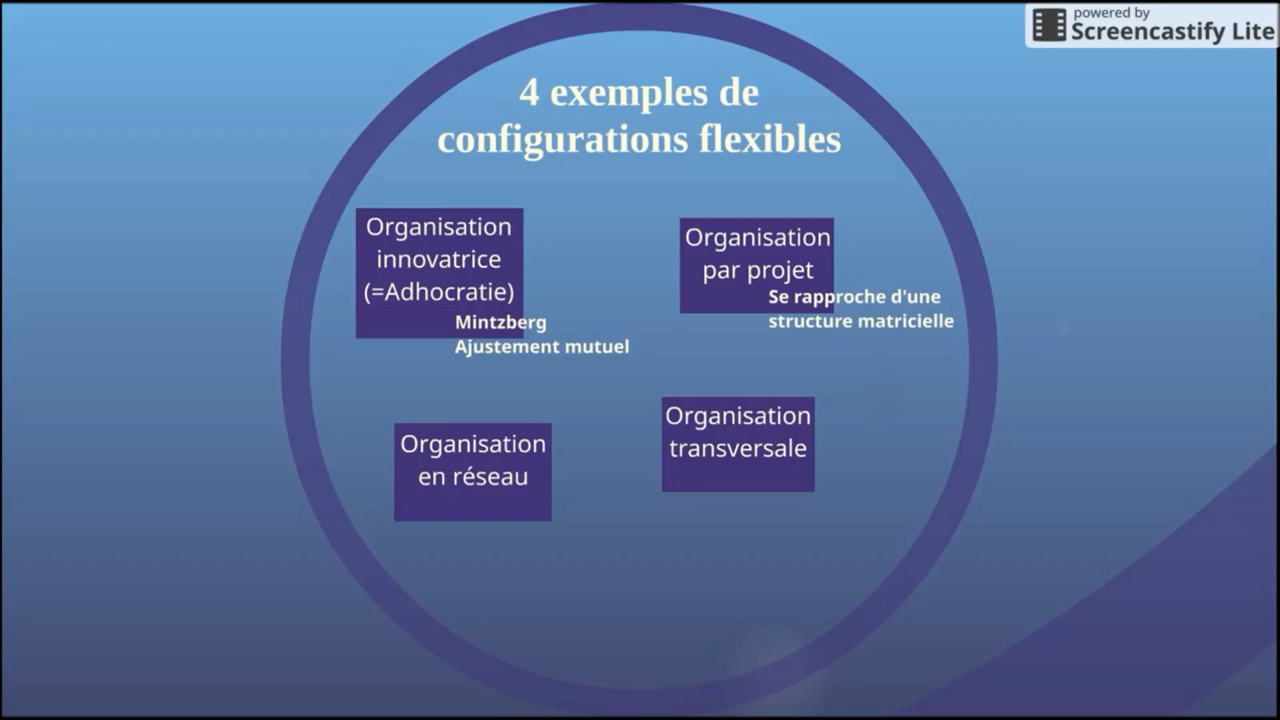 powered by
Screencastify Lite
4 exemples de
configurations flexibles
Organisation
innovatrice
(=Adhocratie)
Mintzberg
Ajustement mutuel
Organisation
par projet
Se rapproche d'une
structure matricielle
Organisation
en réseau
Organisation
transversale